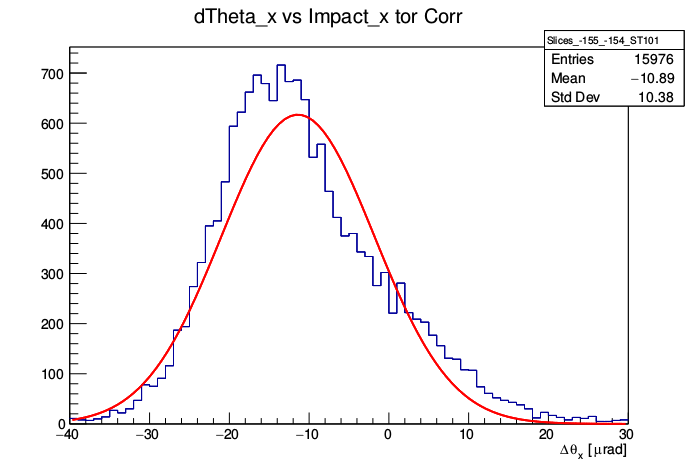 dTheta_x vs Impact_x tor Corr
Slices_-155_-154_ST101
Entries 15976
Mean −10.89
Std Dev 10.38
700
600
500
400
300
200
100
0
−40 −30 −20 −10 0 10 20 30
Δθx [μrad]